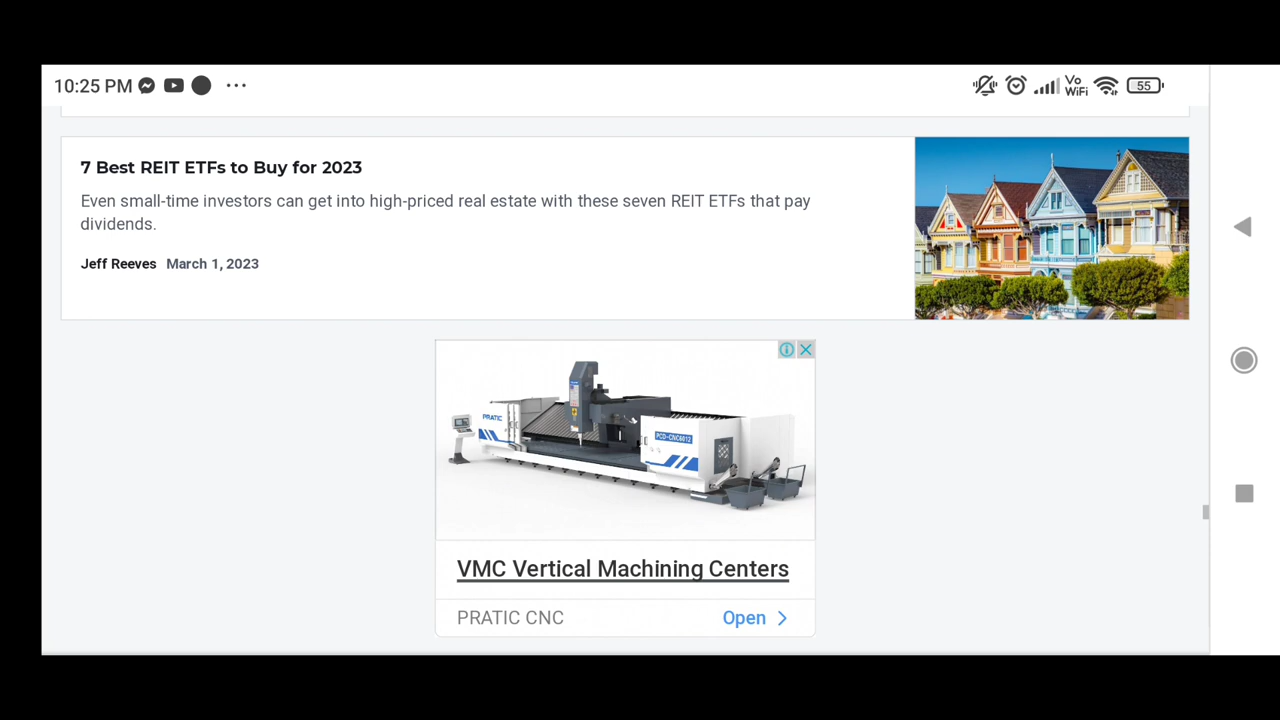 10:25 PM
Vo
WiFi
55
7 Best REIT ETFs to Buy for 2023
Even small-time investors can get into high-priced real estate with these seven REIT ETFs that pay
dividends.
Jeff Reeves March 1, 2023
PRATIC
PCD-CNC6012
VMC Vertical Machining Centers
PRATIC CNC
Open